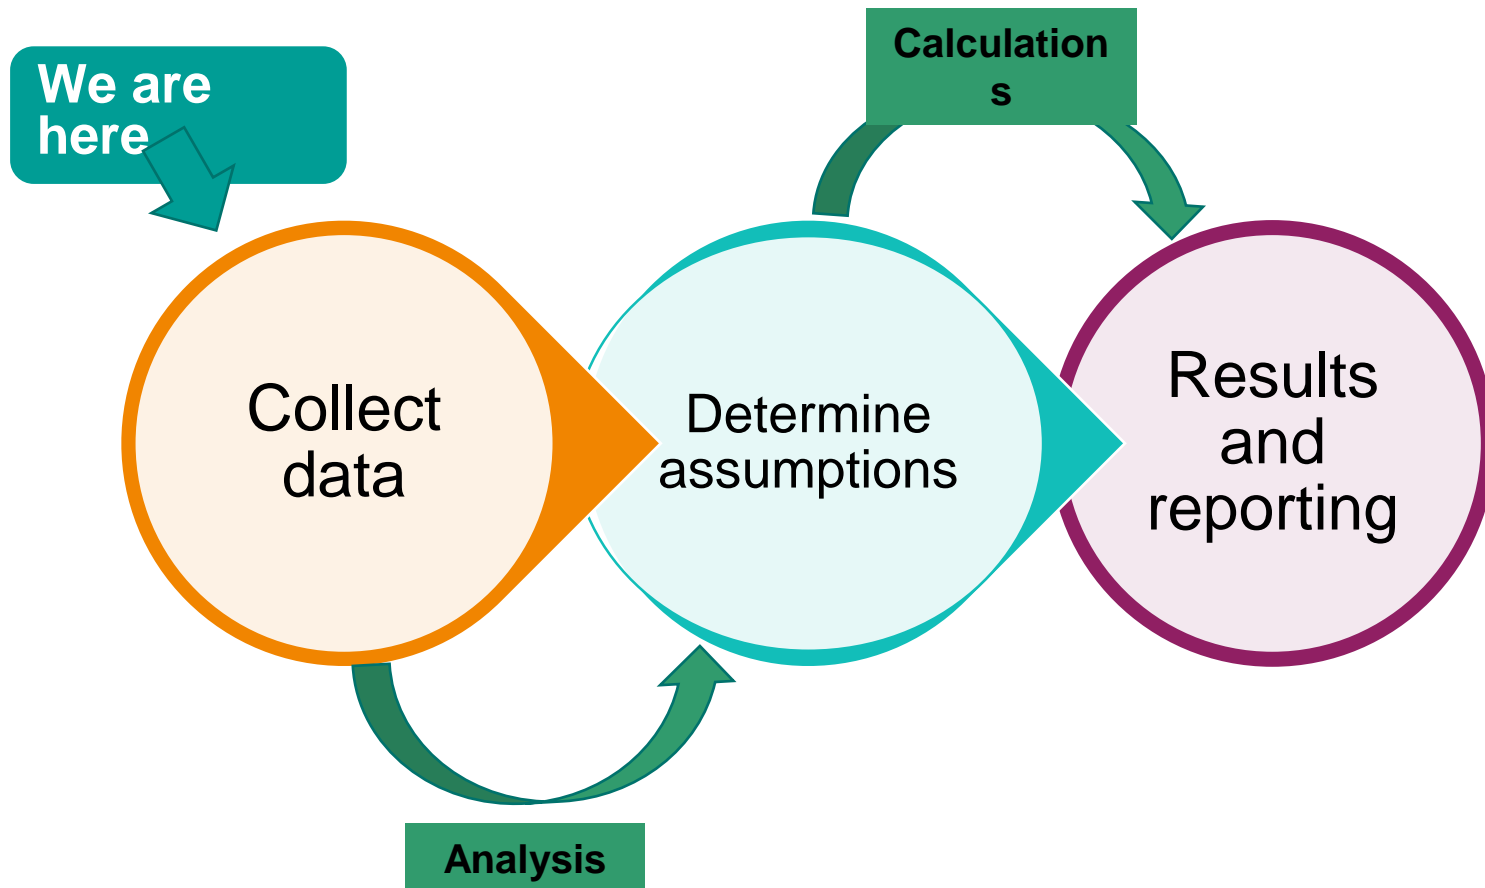 We are
here
Calculation
s
Collect
data
Determine
assumptions
Results
and
reporting
Analysis